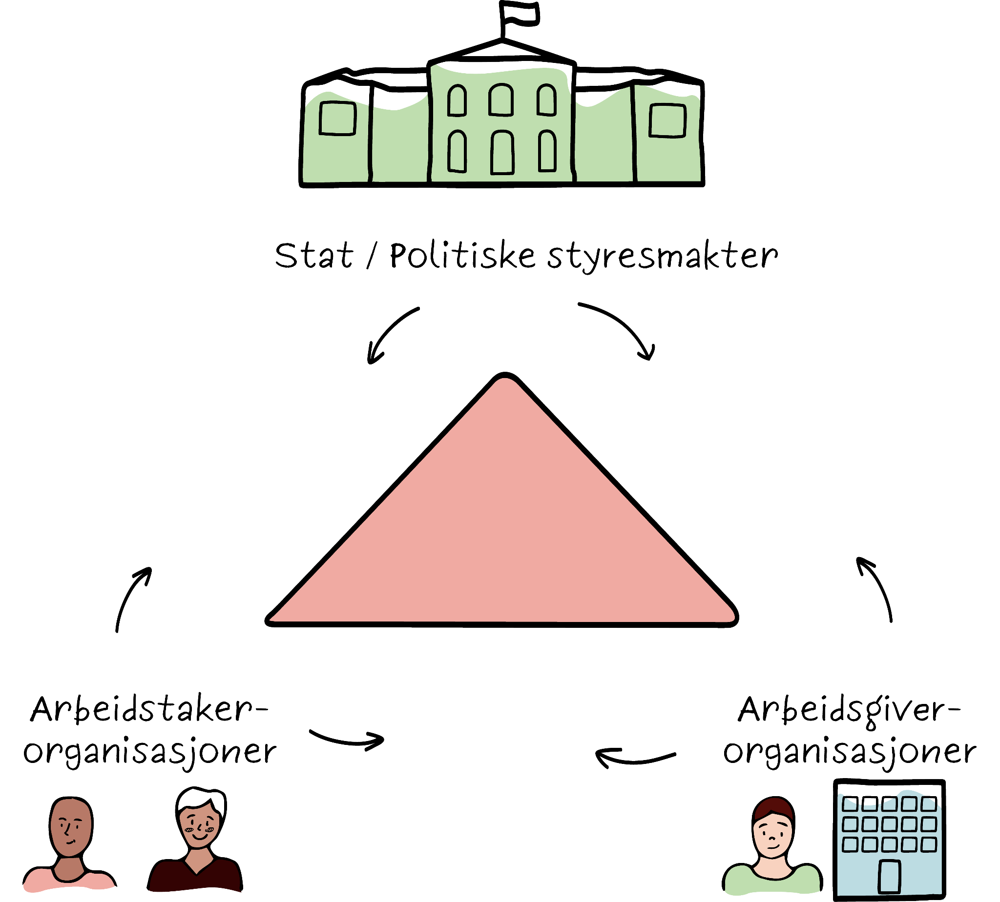 Stat / Politiske styresmakter
Arbeidstaker-
organisasjoner
Arbeidsgiver-
organisasjoner